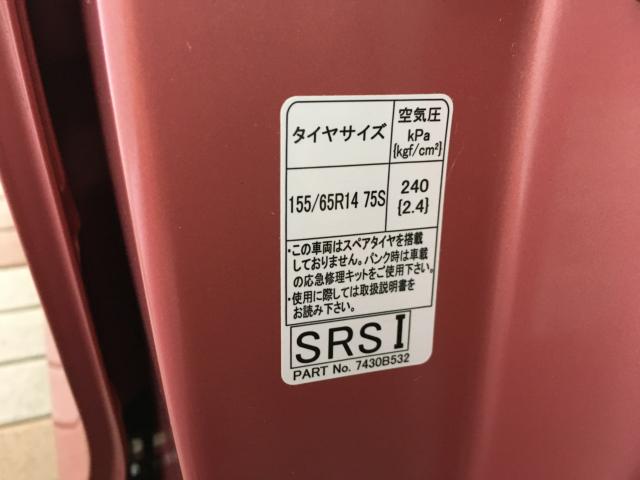 タイヤサイズ
空気圧
kPa
{kgf/cm²}
155/65R14 75S
240
{2.4}
・この車両はスペアタイヤを搭載
しておりません。パンク時は車載
の応急修理キットをご使用下さい。
・使用に際しては取扱説明書を
お読み下さい。
SRS I
PART No. 7430B532